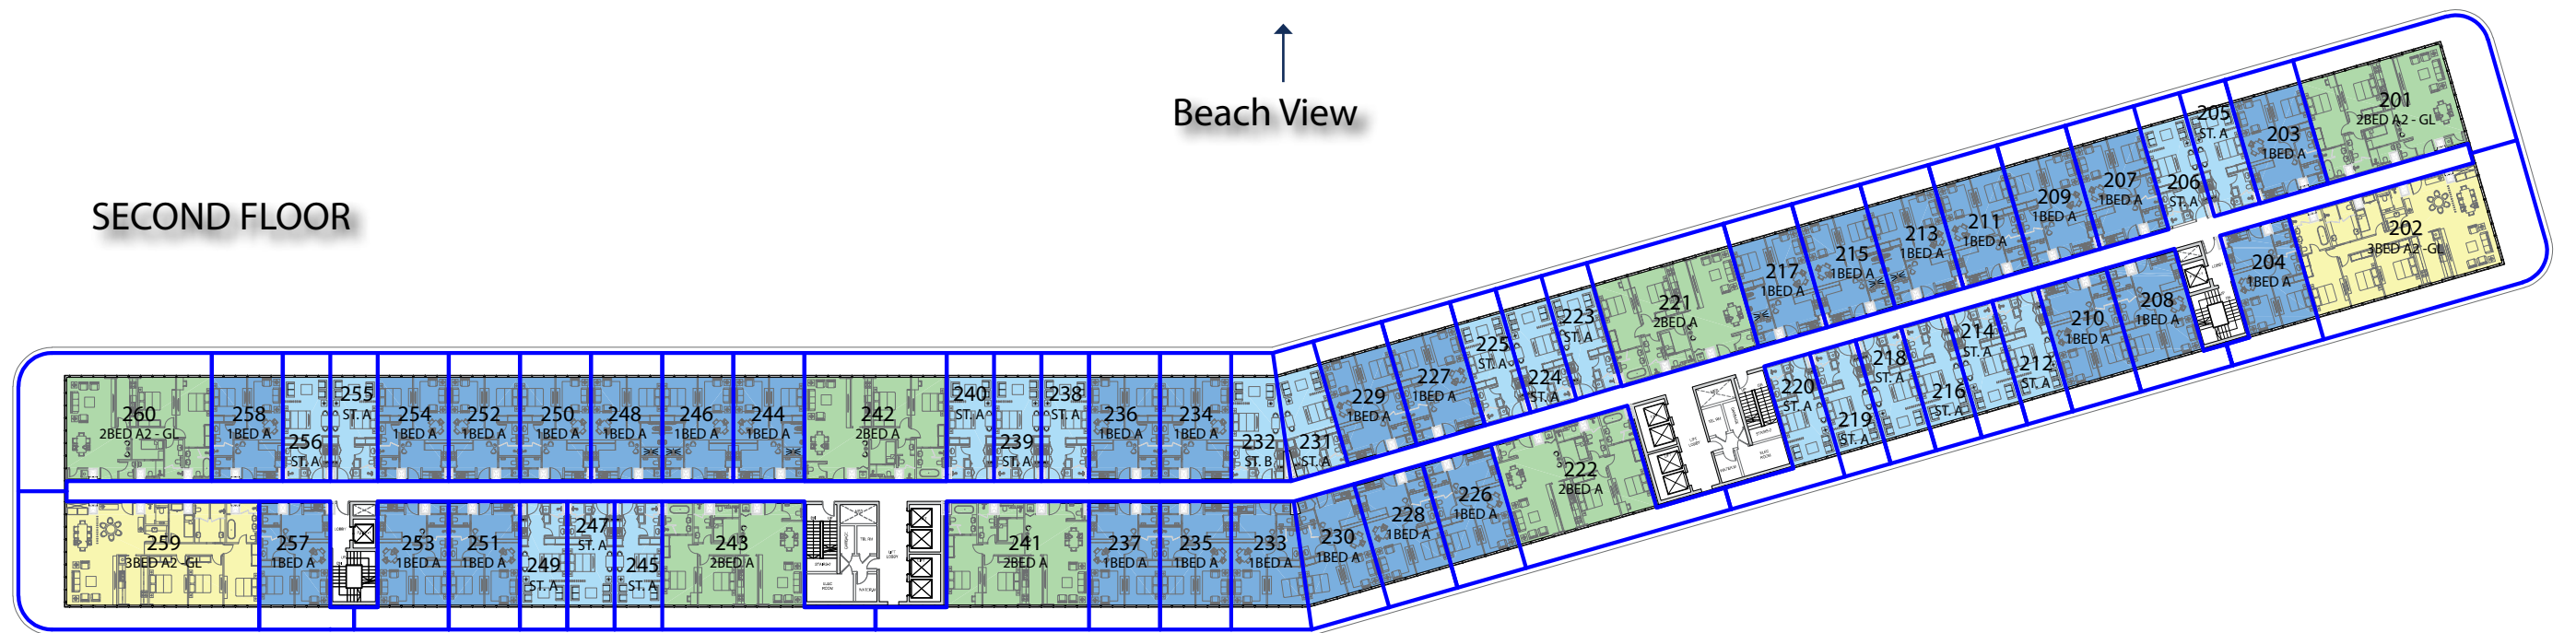 Beach View
SECOND FLOOR
201
2BED A2 - GL
203
1BED A
205
ST. A
206
ST. A
207
1BED A
209
1BED A
211
1BED A
213
1BED A
215
1BED A
217
1BED A
221
2BED A
223
ST. A
224
ST. A
225
ST. A
227
1BED A
229
1BED A
231
ST. A
202
3BED A2 -GL
204
1BED A
208
1BED A
210
1BED A
212
ST. A
214
ST. A
216
ST. A
218
ST. A
219
ST. A
220
ST. A
222
2BED A
226
1BED A
228
1BED A
230
1BED A
260
2BED A2 - GL
258
1BED A
256
ST. A
255
ST. A
254
1BED A
252
1BED A
250
1BED A
248
1BED A
246
1BED A
244
1BED A
242
2BED A
240
ST. A
239
ST. A
238
ST. A
236
1BED A
234
1BED A
232
ST. B
259
3BED A2 -GL
257
1BED A
253
1BED A
251
1BED A
249
ST. A
247
ST. A
245
ST. A
243
2BED A
241
2BED A
237
1BED A
235
1BED A
233
1BED A
LIFT
LOBBY